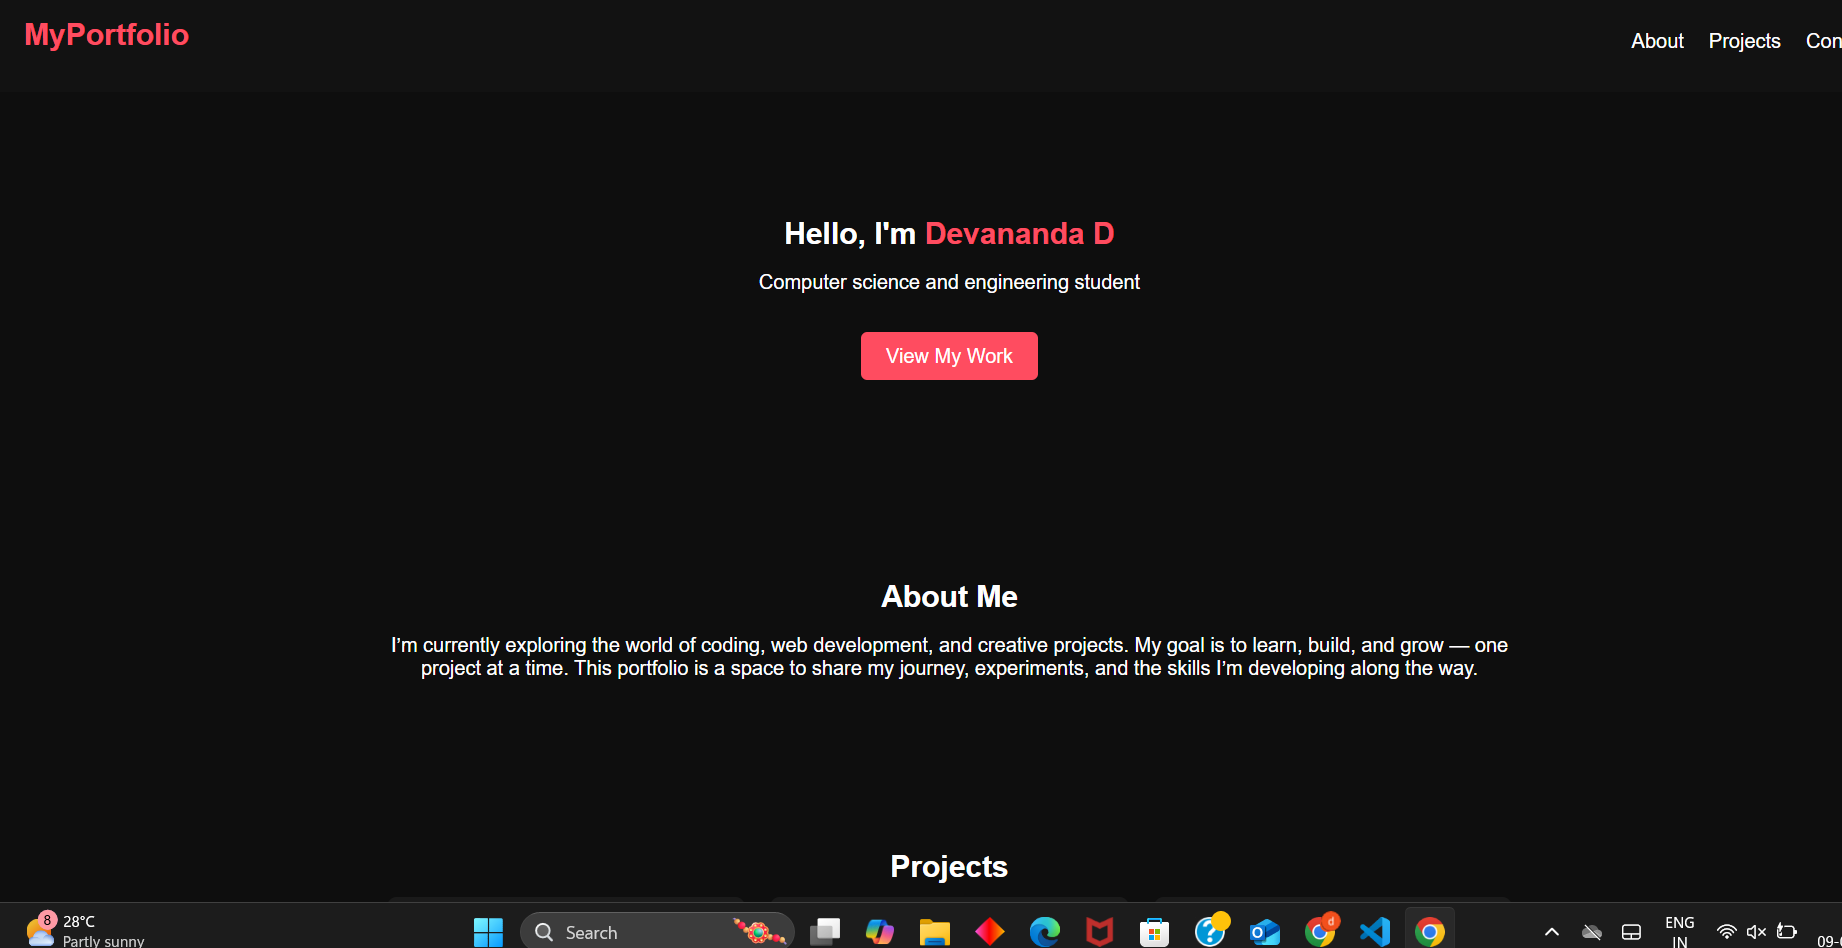 MyPortfolio
About Projects Con
Hello, I'm Devananda D
Computer science and engineering student
View My Work
About Me
I’m currently exploring the world of coding, web development, and creative projects. My goal is to learn, build, and grow — one
project at a time. This portfolio is a space to share my journey, experiments, and the skills I’m developing along the way.
Projects
8
28°C
Partly sunny
Search
d
ENG
IN
09-